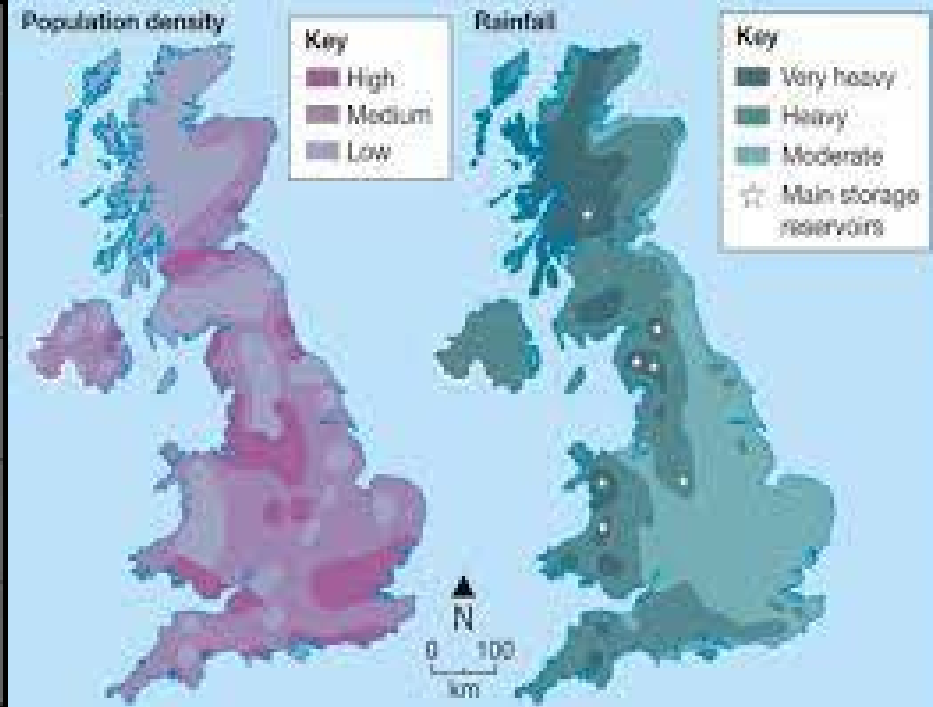 Population density
Key
High
Medium
Low
Rainfall
Key
Very heavy
Heavy
Moderate
Main storage
reservoirs
N
0 100
km